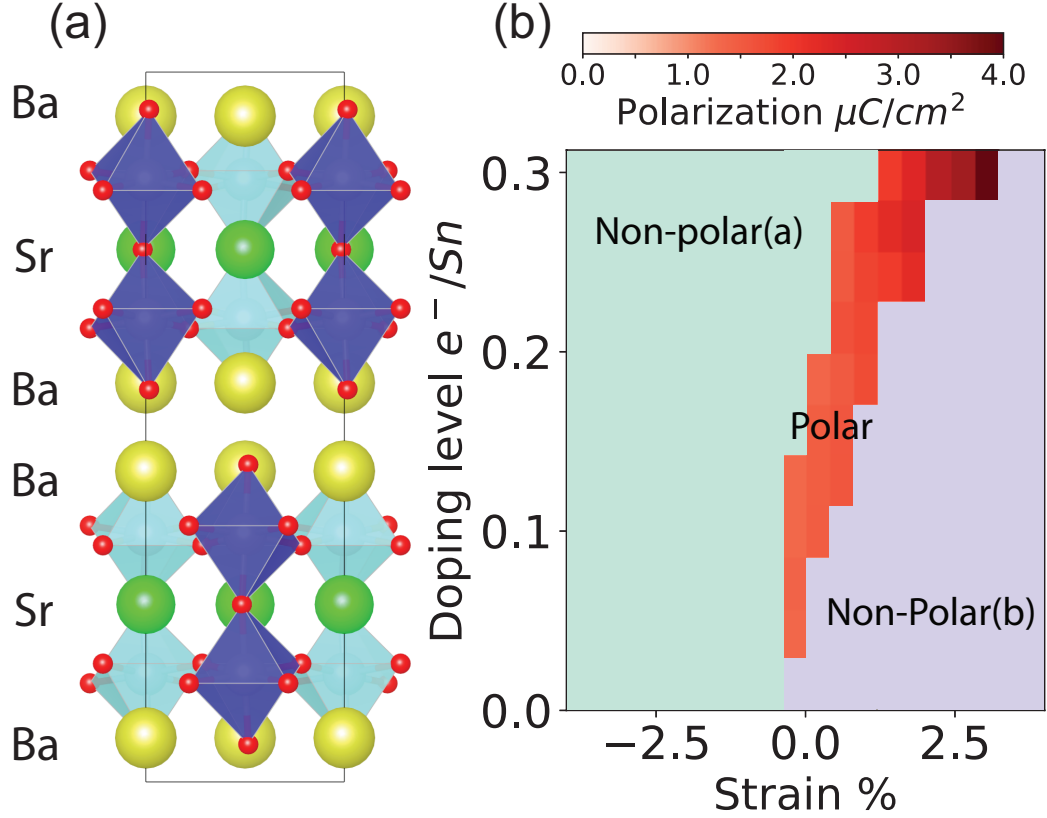 (a)
Ba
Sr
Ba
Ba
Sr
Ba
(b)
0.0 1.0 2.0 3.0 4.0
Polarization μC/cm²
Doping level e⁻/Sn
0.3
0.2
0.1
0.0
Non-polar(a)
Polar
Non-Polar(b)
−2.5 0.0 2.5
Strain %